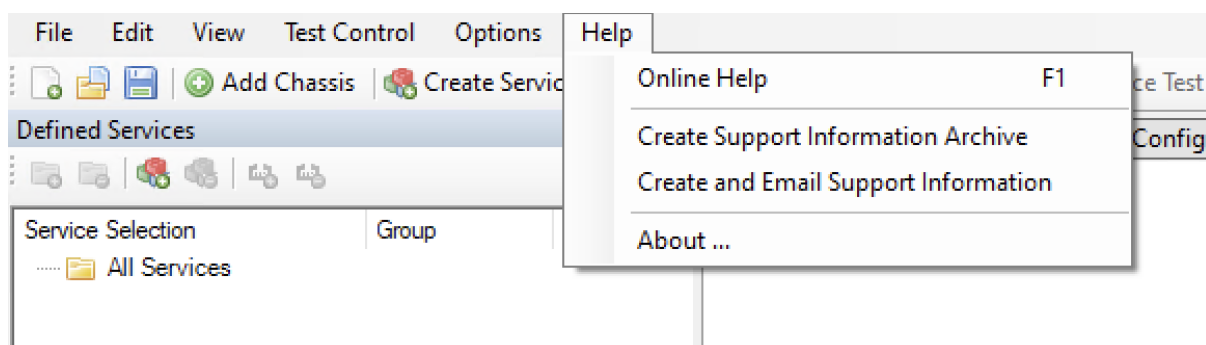 File Edit View Test Control Options Help
Add Chassis Create Servic ce Test
Online Help F1
Defined Services
Create Support Information Archive
Config
Create and Email Support Information
Service Selection Group
About ...
All Services